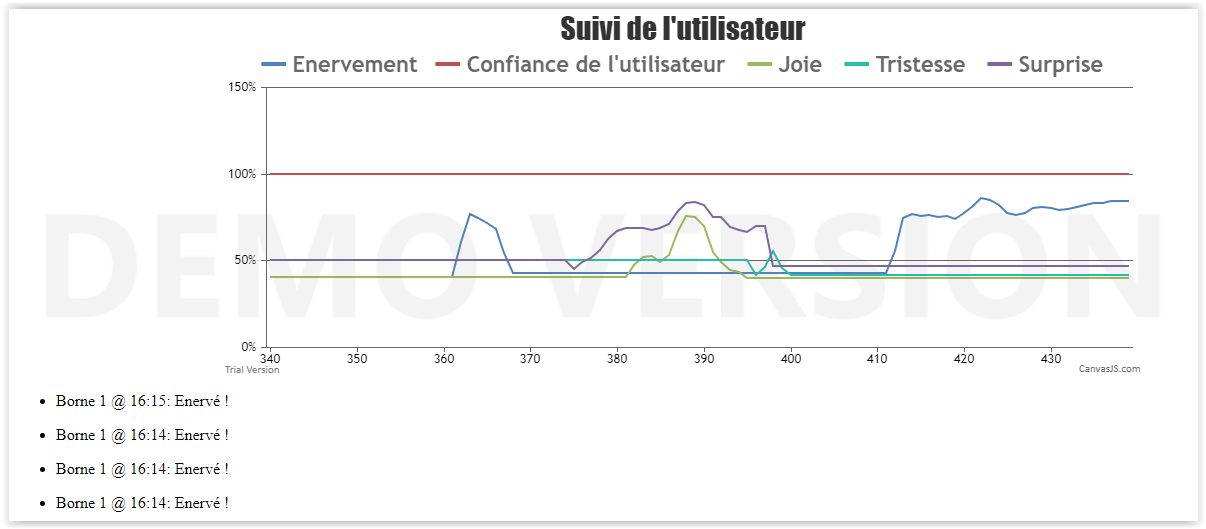 Suivi de l'utilisateur
Enervement Confiance de l'utilisateur Joie Tristesse Surprise
150%
100%
DEMO VERSION
50%
0%
340 350 360 370 380 390 400 410 420 430
Trial Version CanvasJS.com
• Borne 1 @ 16:15: Enervé !
• Borne 1 @ 16:14: Enervé !
• Borne 1 @ 16:14: Enervé !
• Borne 1 @ 16:14: Enervé !